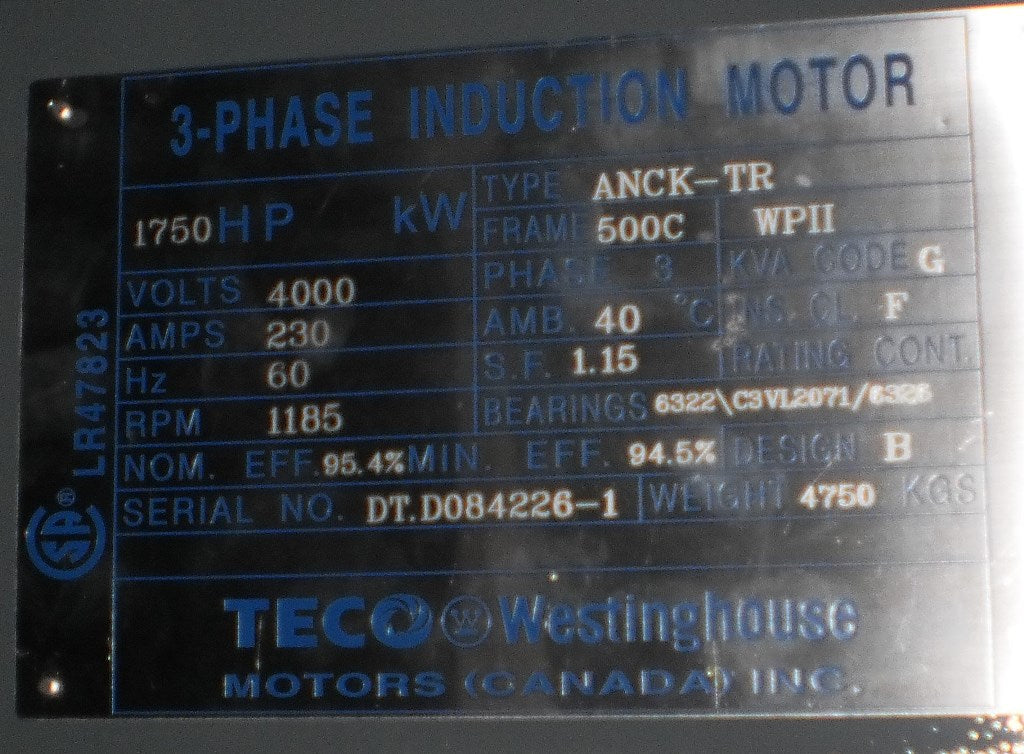 3-PHASE INDUCTION MOTOR
1750 HP kW
TYPE ANCK-TR
FRAME 500C WPII
VOLTS 4000
PHASE 3 KVA CODE G
AMPS 230
AMB. 40 °C INS. CL. F
Hz 60
S.F. 1.15 RATING CONT.
RPM 1185
BEARINGS 6322\C3VL2071/6326
NOM. EFF. 95.4% MIN. EFF. 94.5% DESIGN B
SERIAL NO. DT.D084226-1 WEIGHT 4750 KGS
LR47823
SA®
TECO W Westinghouse
MOTORS (CANADA) INC.